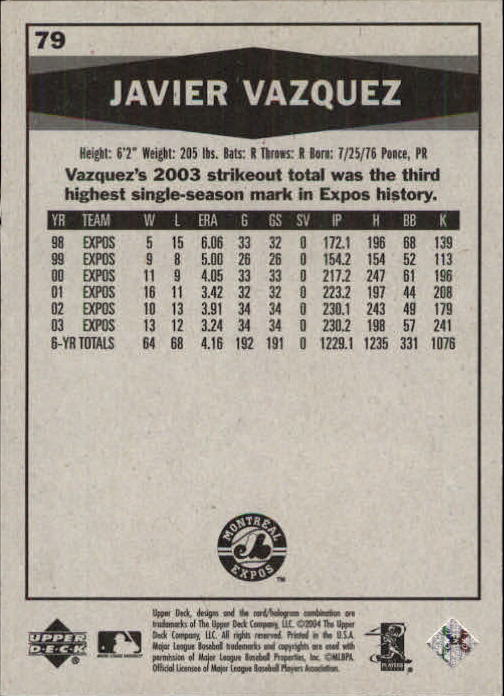 79
JAVIER VAZQUEZ
Height: 6'2" Weight: 205 lbs. Bats: R Throws: R Born: 7/25/76 Ponce, PR
Vazquez's 2003 strikeout total was the third
highest single-season mark in Expos history.
YR TEAM W L ERA G GS SV IP H BB K
98 EXPOS 5 15 6.06 33 32 0 172.1 196 68 139
99 EXPOS 9 8 5.00 26 26 0 154.2 154 52 113
00 EXPOS 11 9 4.05 33 33 0 217.2 247 61 196
01 EXPOS 16 11 3.42 32 32 0 223.2 197 44 208
02 EXPOS 10 13 3.91 34 34 0 230.1 243 49 179
03 EXPOS 13 12 3.24 34 34 0 230.2 198 57 241
6-YR TOTALS 64 68 4.16 192 191 0 1229.1 1235 331 1076
MONTREAL
EXPOS
TM
Upper Deck, designs and the card/hologram combination are
trademarks of The Upper Deck Company, LLC. ©2004 The Upper
Deck Company, LLC. All rights reserved. Printed in the U.S.A.
Major League Baseball trademarks and copyrights are used with
permission of Major League Baseball Properties, Inc. ©MLBPA
Official Licensee of Major League Baseball Players Association.
UPPER
DECK
PLAYERS